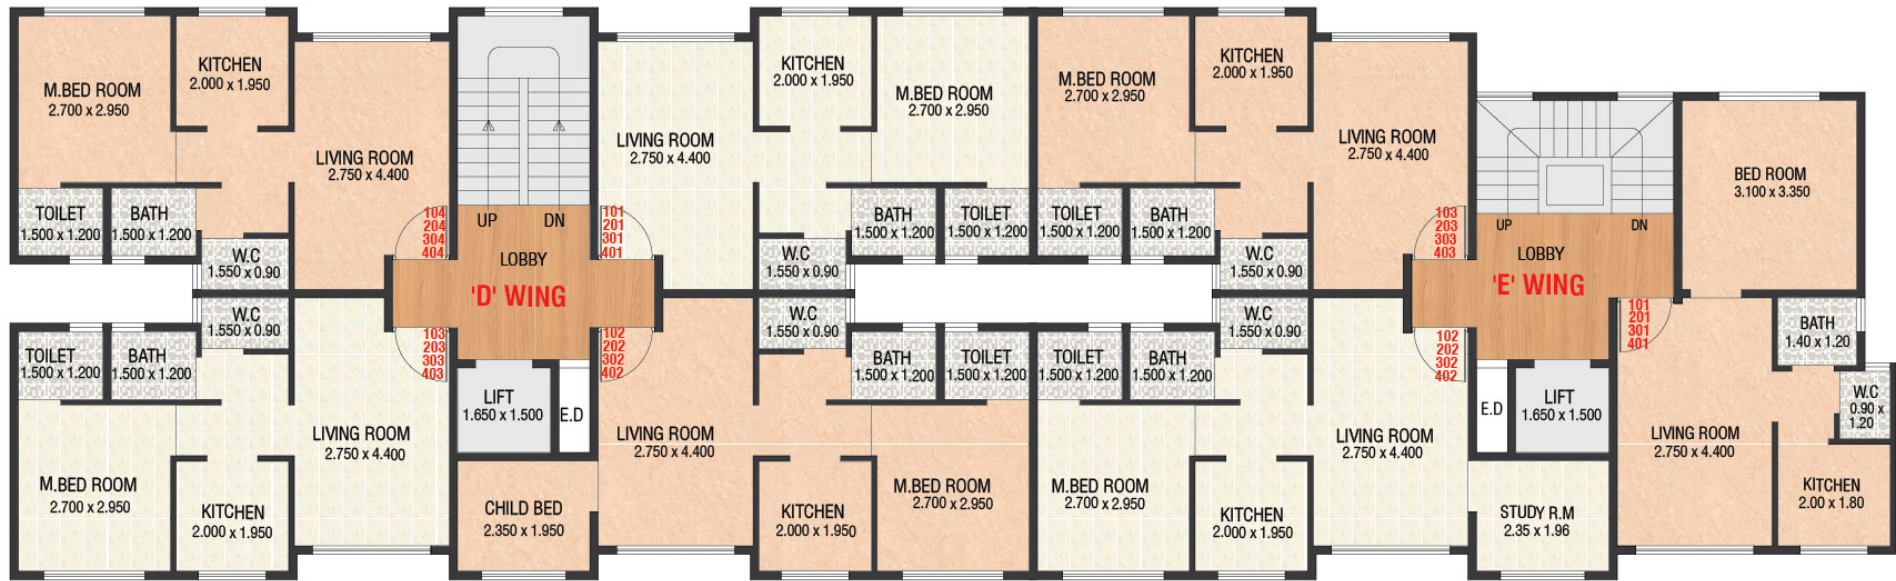 M.BED ROOM
2.700 x 2.950
KITCHEN
2.000 x 1.950
LIVING ROOM
2.750 x 4.400
TOILET
1.500 x 1.200
BATH
1.500 x 1.200
W.C
1.550 x 0.90
104
204
304
404
UP
DN
LOBBY
'D' WING
101
201
301
401
LIVING ROOM
2.750 x 4.400
KITCHEN
2.000 x 1.950
M.BED ROOM
2.700 x 2.950
BATH
1.500 x 1.200
TOILET
1.500 x 1.200
W.C
1.550 x 0.90
M.BED ROOM
2.700 x 2.950
KITCHEN
2.000 x 1.950
LIVING ROOM
2.750 x 4.400
TOILET
1.500 x 1.200
BATH
1.500 x 1.200
W.C
1.550 x 0.90
103
203
303
403
UP
DN
LOBBY
'E' WING
BED ROOM
3.100 x 3.350
W.C
1.550 x 0.90
TOILET
1.500 x 1.200
BATH
1.500 x 1.200
103
203
303
403
LIVING ROOM
2.750 x 4.400
M.BED ROOM
2.700 x 2.950
KITCHEN
2.000 x 1.950
LIFT
1.650 x 1.500
E.D
CHILD BED
2.350 x 1.950
102
202
302
402
W.C
1.550 x 0.90
BATH
1.500 x 1.200
TOILET
1.500 x 1.200
LIVING ROOM
2.750 x 4.400
KITCHEN
2.000 x 1.950
M.BED ROOM
2.700 x 2.950
TOILET
1.500 x 1.200
BATH
1.500 x 1.200
W.C
1.550 x 0.90
M.BED ROOM
2.700 x 2.950
KITCHEN
2.000 x 1.950
LIVING ROOM
2.750 x 4.400
102
202
302
402
E.D
LIFT
1.650 x 1.500
STUDY R.M
2.35 x 1.96
101
201
301
401
BATH
1.40 x 1.20
W.C
0.90 x
1.20
LIVING ROOM
2.750 x 4.400
KITCHEN
2.00 x 1.80